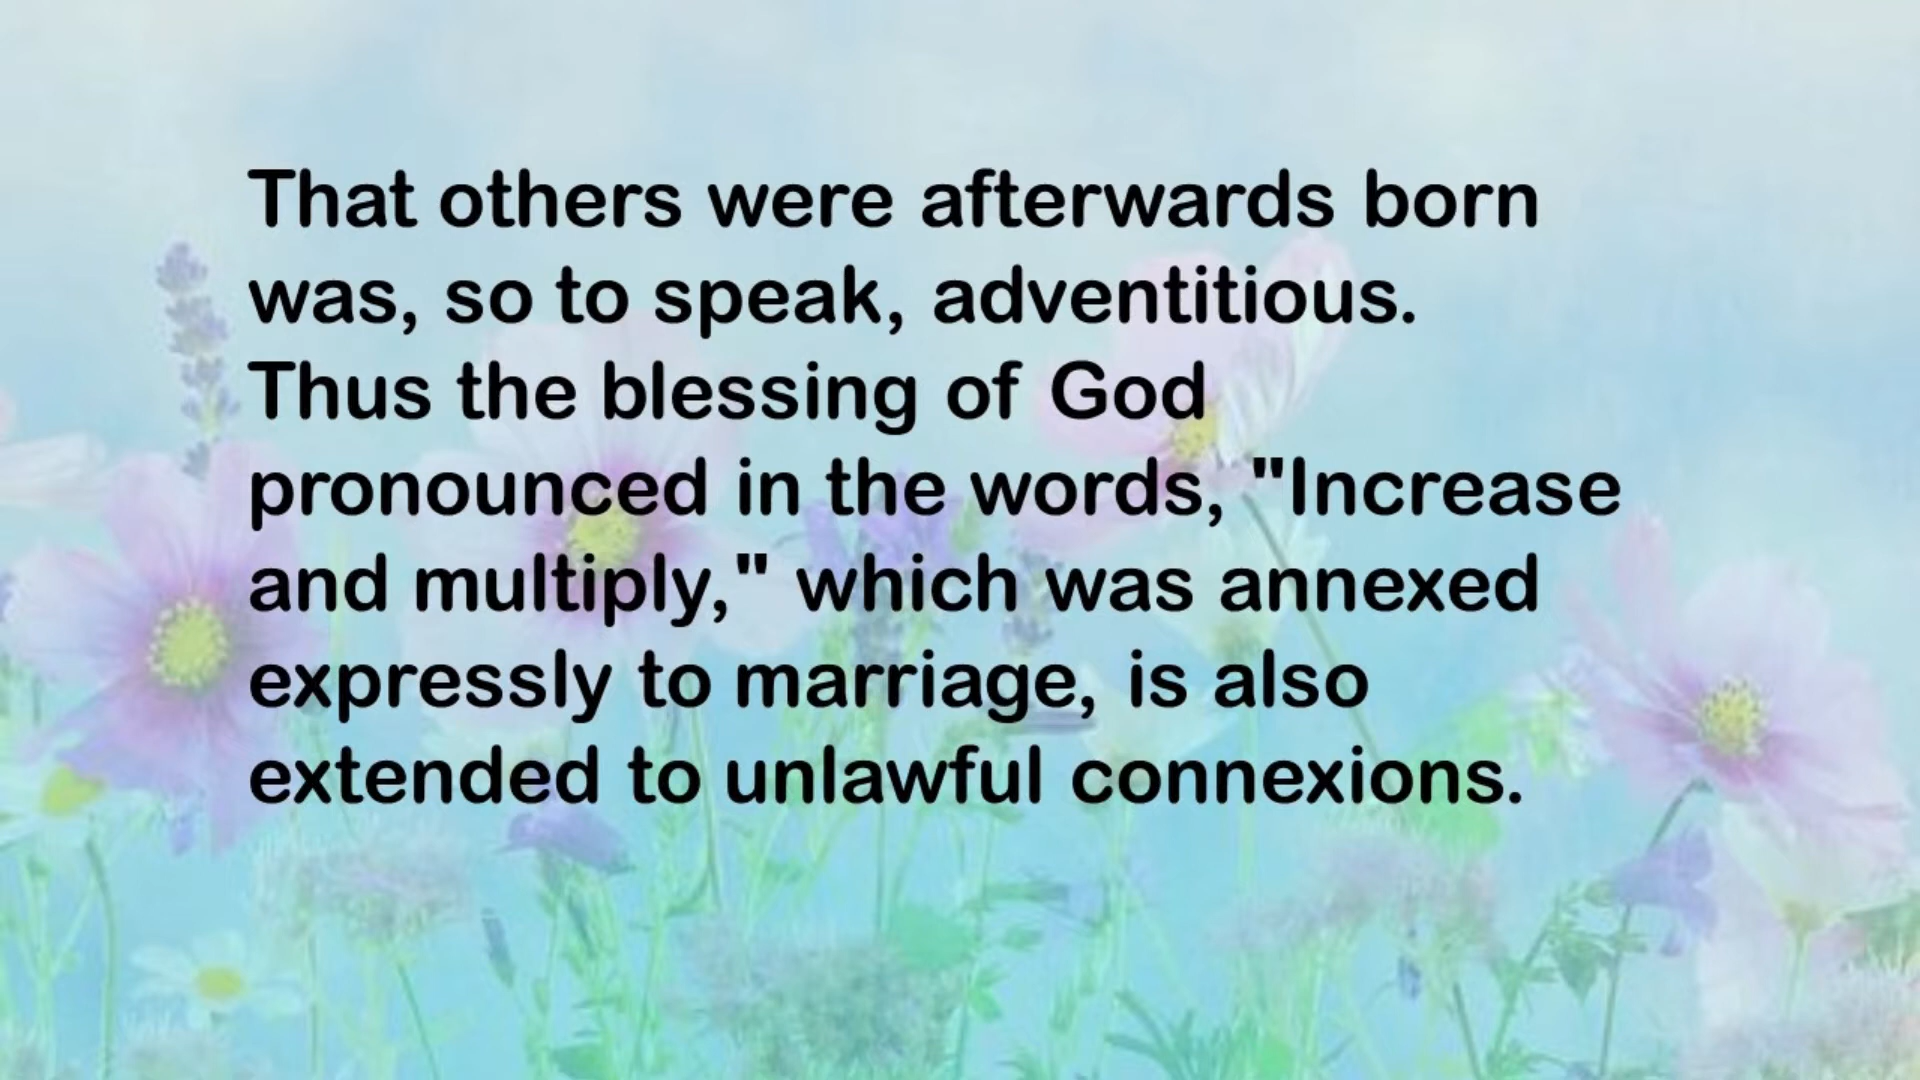 That others were afterwards born
was, so to speak, adventitious.
Thus the blessing of God
pronounced in the words, "Increase
and multiply," which was annexed
expressly to marriage, is also
extended to unlawful connexions.